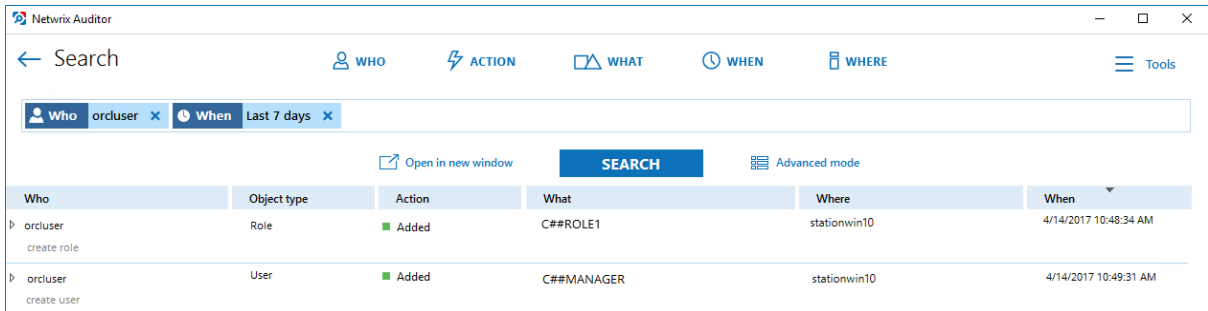 Netwrix Auditor
Search WHO ACTION WHAT WHEN WHERE Tools
Who orcluser When Last 7 days
Open in new window SEARCH Advanced mode
Who Object type Action What Where When
orcluser Role Added C##ROLE1 stationwin10 4/14/2017 10:48:34 AM
create role
orcluser User Added C##MANAGER stationwin10 4/14/2017 10:49:31 AM
create user